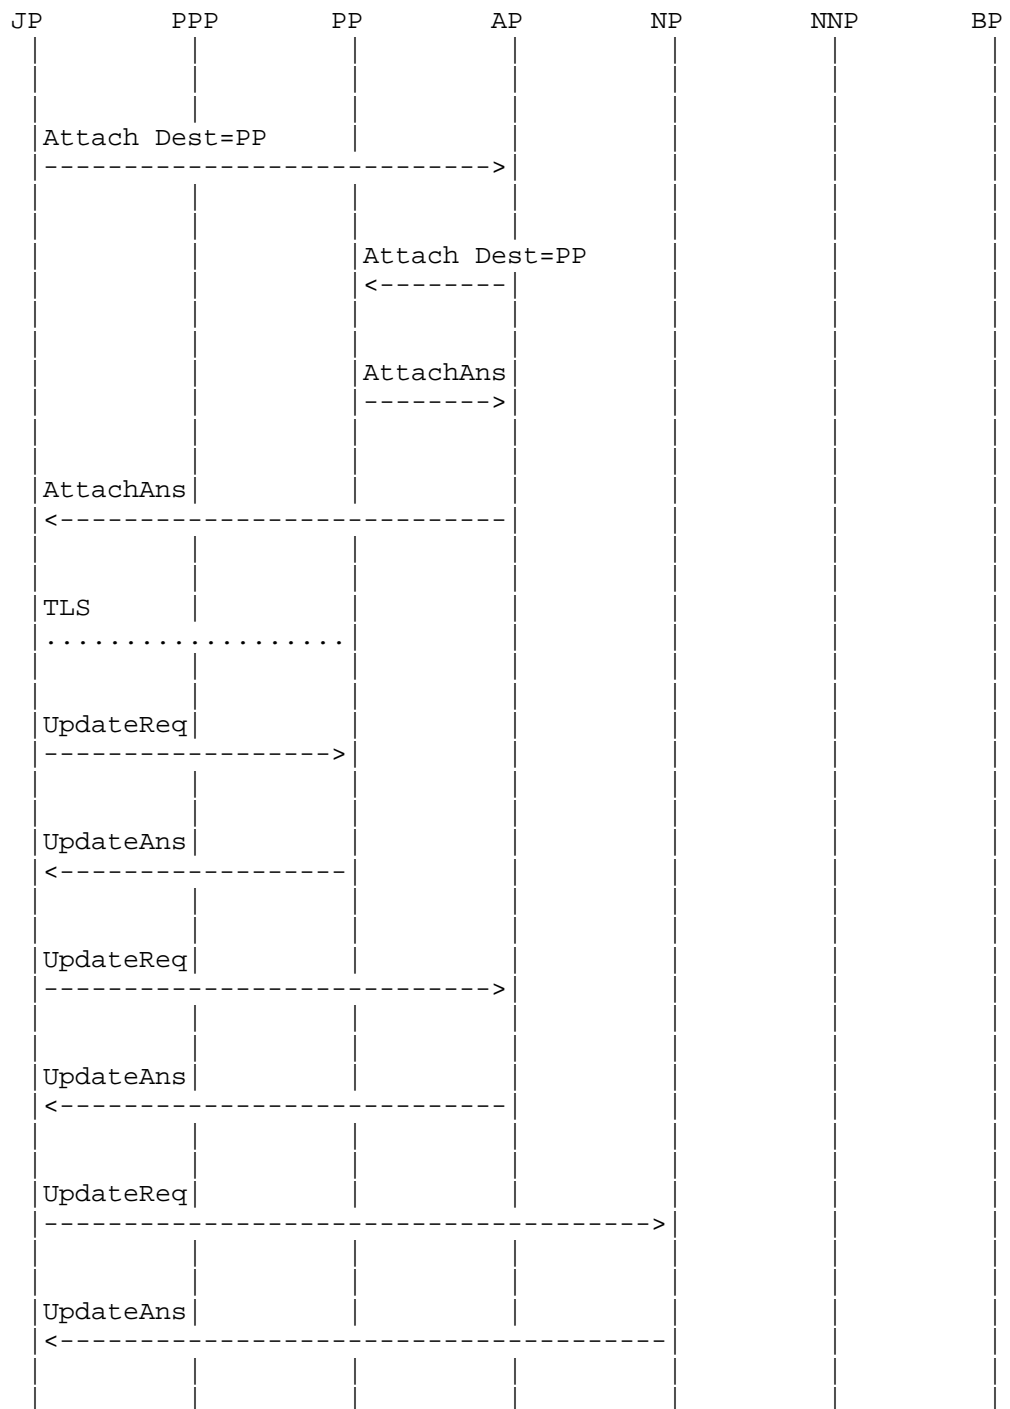 JP PPP PP AP NP NNP BP
Attach Dest=PP
Attach Dest=PP
AttachAns
AttachAns
TLS
UpdateReq
UpdateAns
UpdateReq
UpdateAns
UpdateReq
UpdateAns